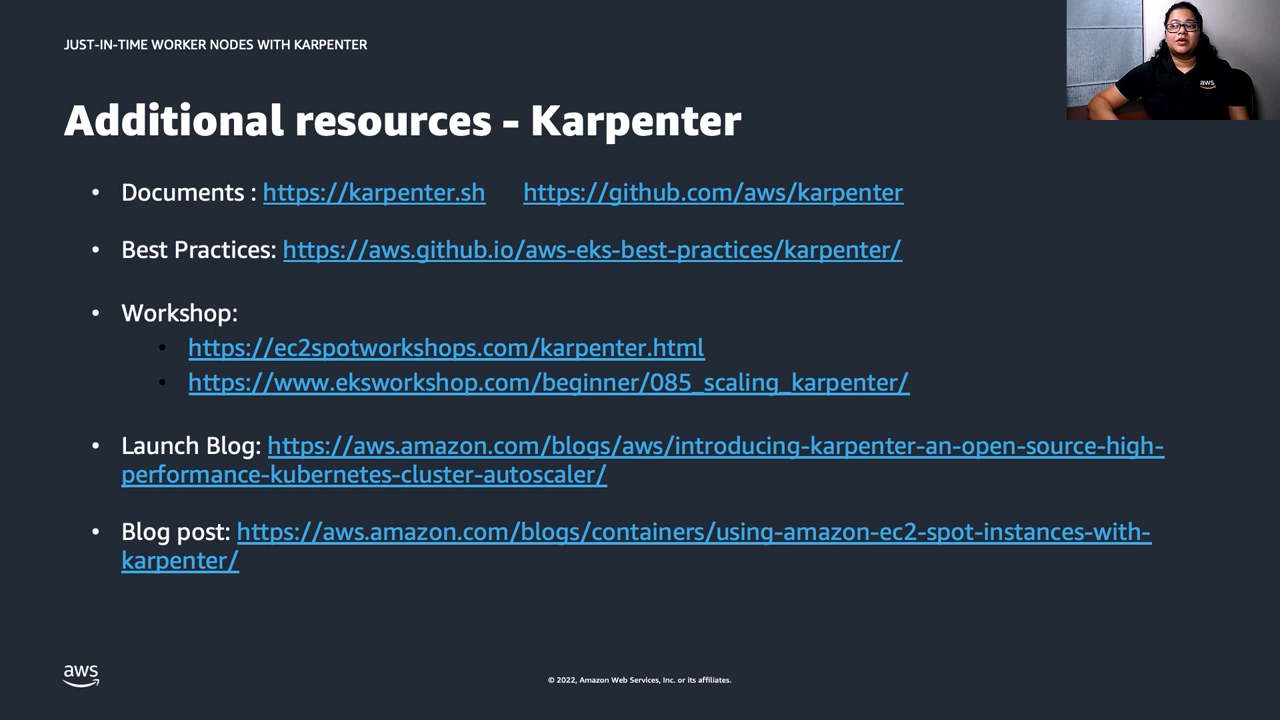 JUST-IN-TIME WORKER NODES WITH KARPENTER
aws
Additional resources - Karpenter
• Documents : https://karpenter.sh https://github.com/aws/karpenter
• Best Practices: https://aws.github.io/aws-eks-best-practices/karpenter/
• Workshop:
• https://ec2spotworkshops.com/karpenter.html
• https://www.eksworkshop.com/beginner/085_scaling_karpenter/
• Launch Blog: https://aws.amazon.com/blogs/aws/introducing-karpenter-an-open-source-high-
performance-kubernetes-cluster-autoscaler/
• Blog post: https://aws.amazon.com/blogs/containers/using-amazon-ec2-spot-instances-with-
karpenter/
aws
© 2022, Amazon Web Services, Inc. or its affiliates.